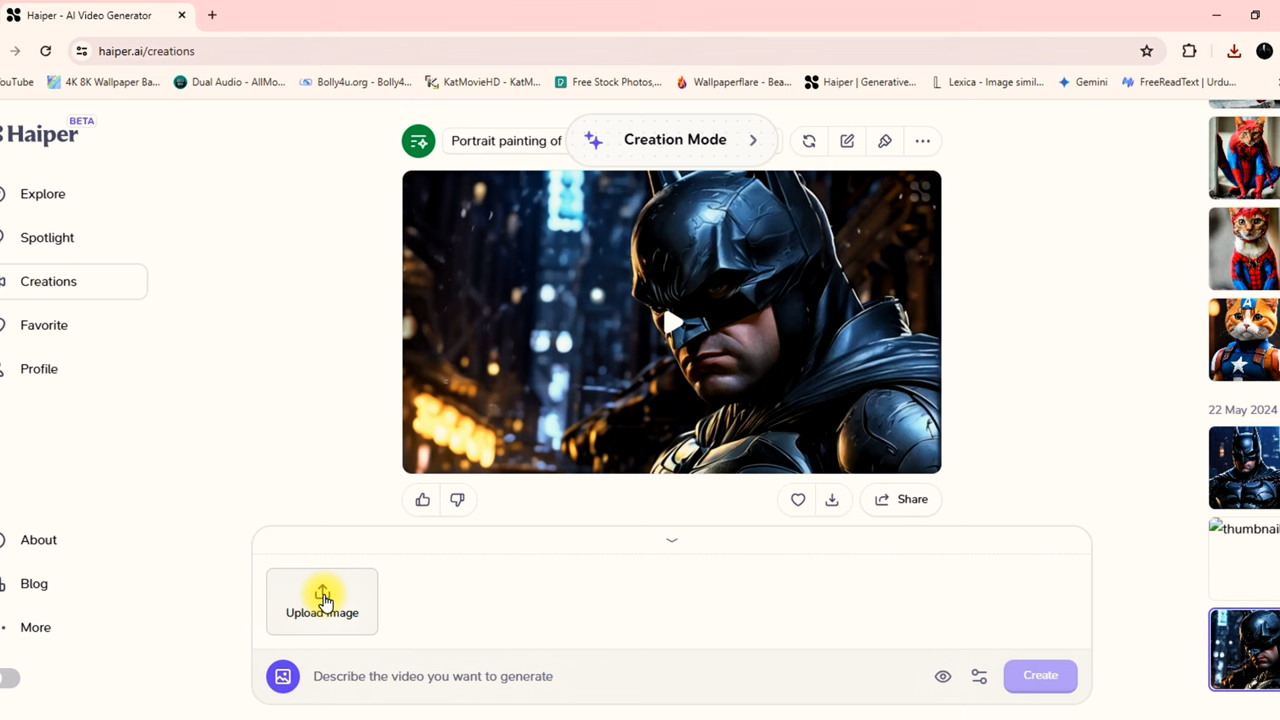 Haiper - AI Video Generator
haiper.ai/creations
YouTube
4K 8K Wallpaper Ba...
Dual Audio - AllMo...
Bolly4u.org - Bolly4...
KatMovieHD - KatM...
Free Stock Photos,...
Wallpaperflare - Bea...
Haiper | Generative...
Lexica - Image simil...
Gemini
FreeReadText | Urdu...
Haiper BETA
Portrait painting of
Creation Mode
Explore
Spotlight
Creations
Favorite
Profile
22 May 2024
A
Share
thumbnai
About
Blog
More
Upload Image
Describe the video you want to generate
Create